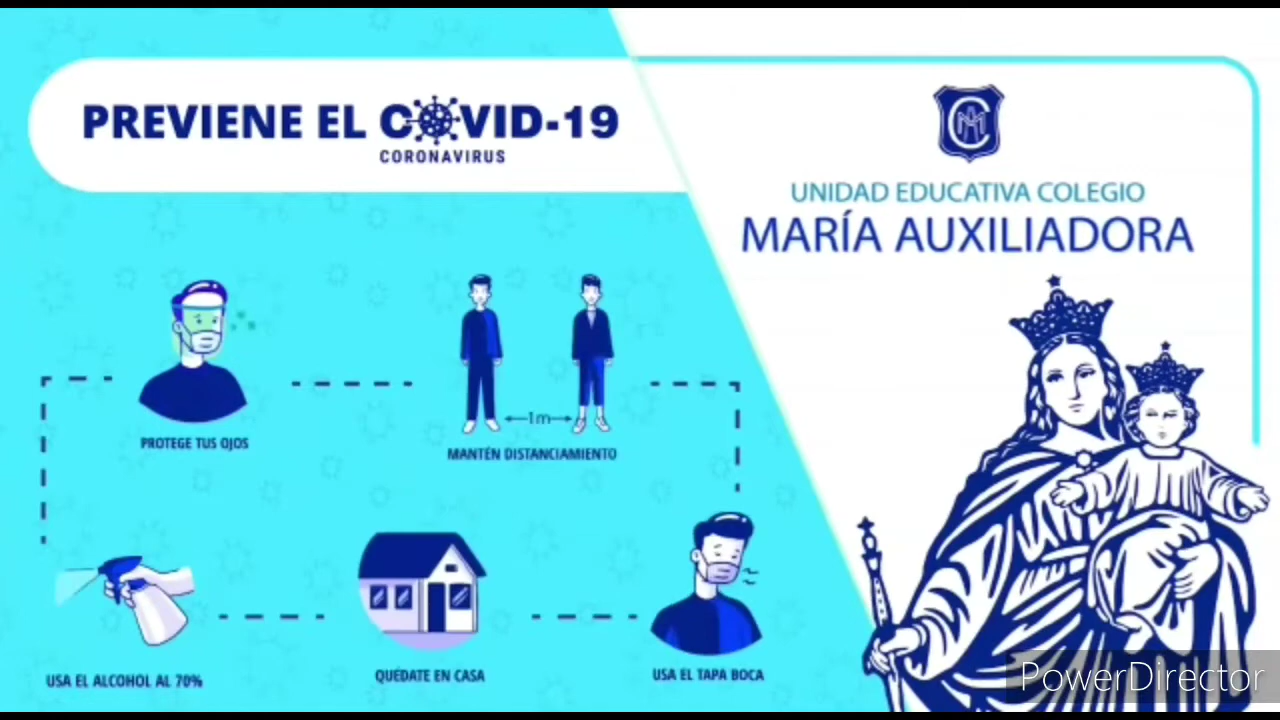 PREVIENE EL COVID-19
CORONAVIRUS
UNIDAD EDUCATIVA COLEGIO
MARÍA AUXILIADORA
PROTEGE TUS OJOS
1m
MANTÉN DISTANCIAMIENTO
USA EL ALCOHOL AL 70%
QUÉDATE EN CASA
USA EL TAPA BOCA
PowerDirector